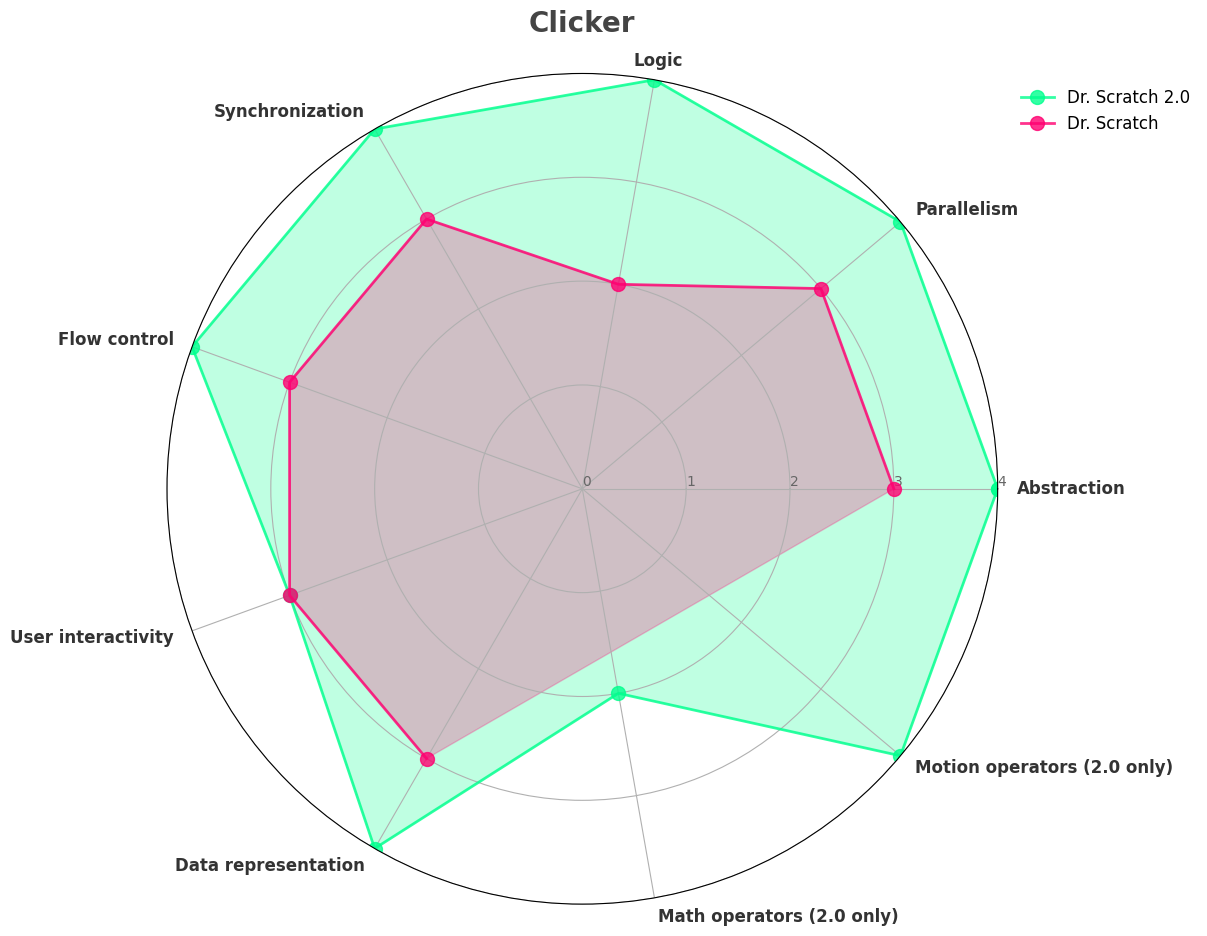 Clicker
Logic
Dr. Scratch 2.0
Dr. Scratch
Synchronization
Parallelism
Flow control
0
1
2
3
4
Abstraction
User interactivity
Motion operators (2.0 only)
Data representation
Math operators (2.0 only)